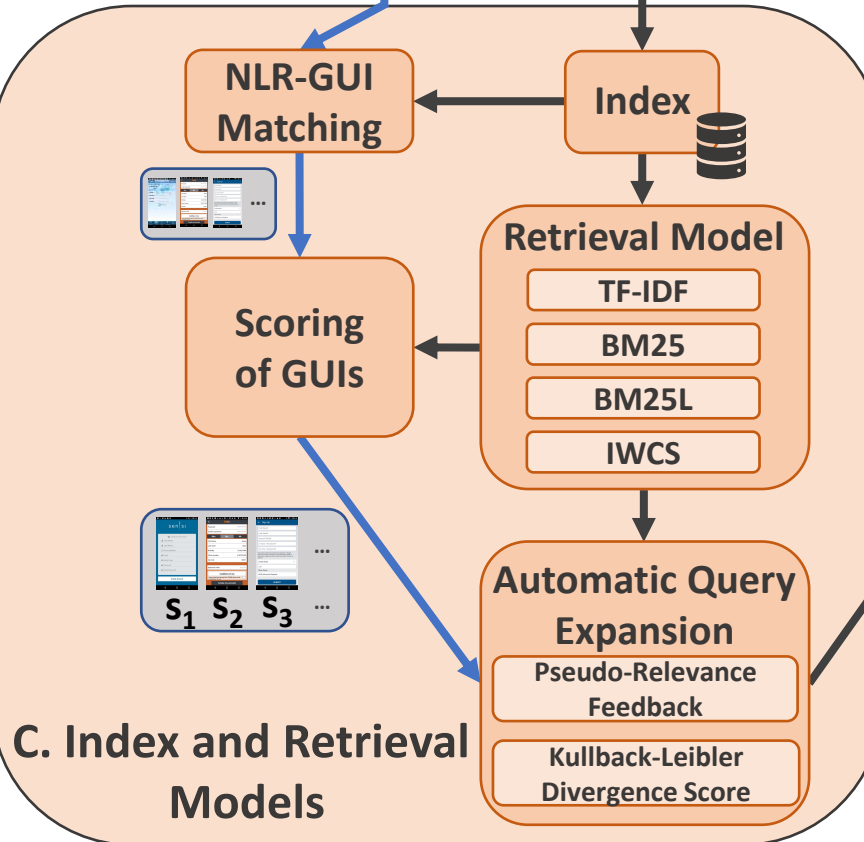 NLR-GUI
Matching
Index
...
Retrieval Model
TF-IDF
BM25
BM25L
IWCS
Scoring
of GUIs
...
S1 S2 S3 ...
Automatic Query
Expansion
Pseudo-Relevance
Feedback
Kullback-Leibler
Divergence Score
C. Index and Retrieval
Models